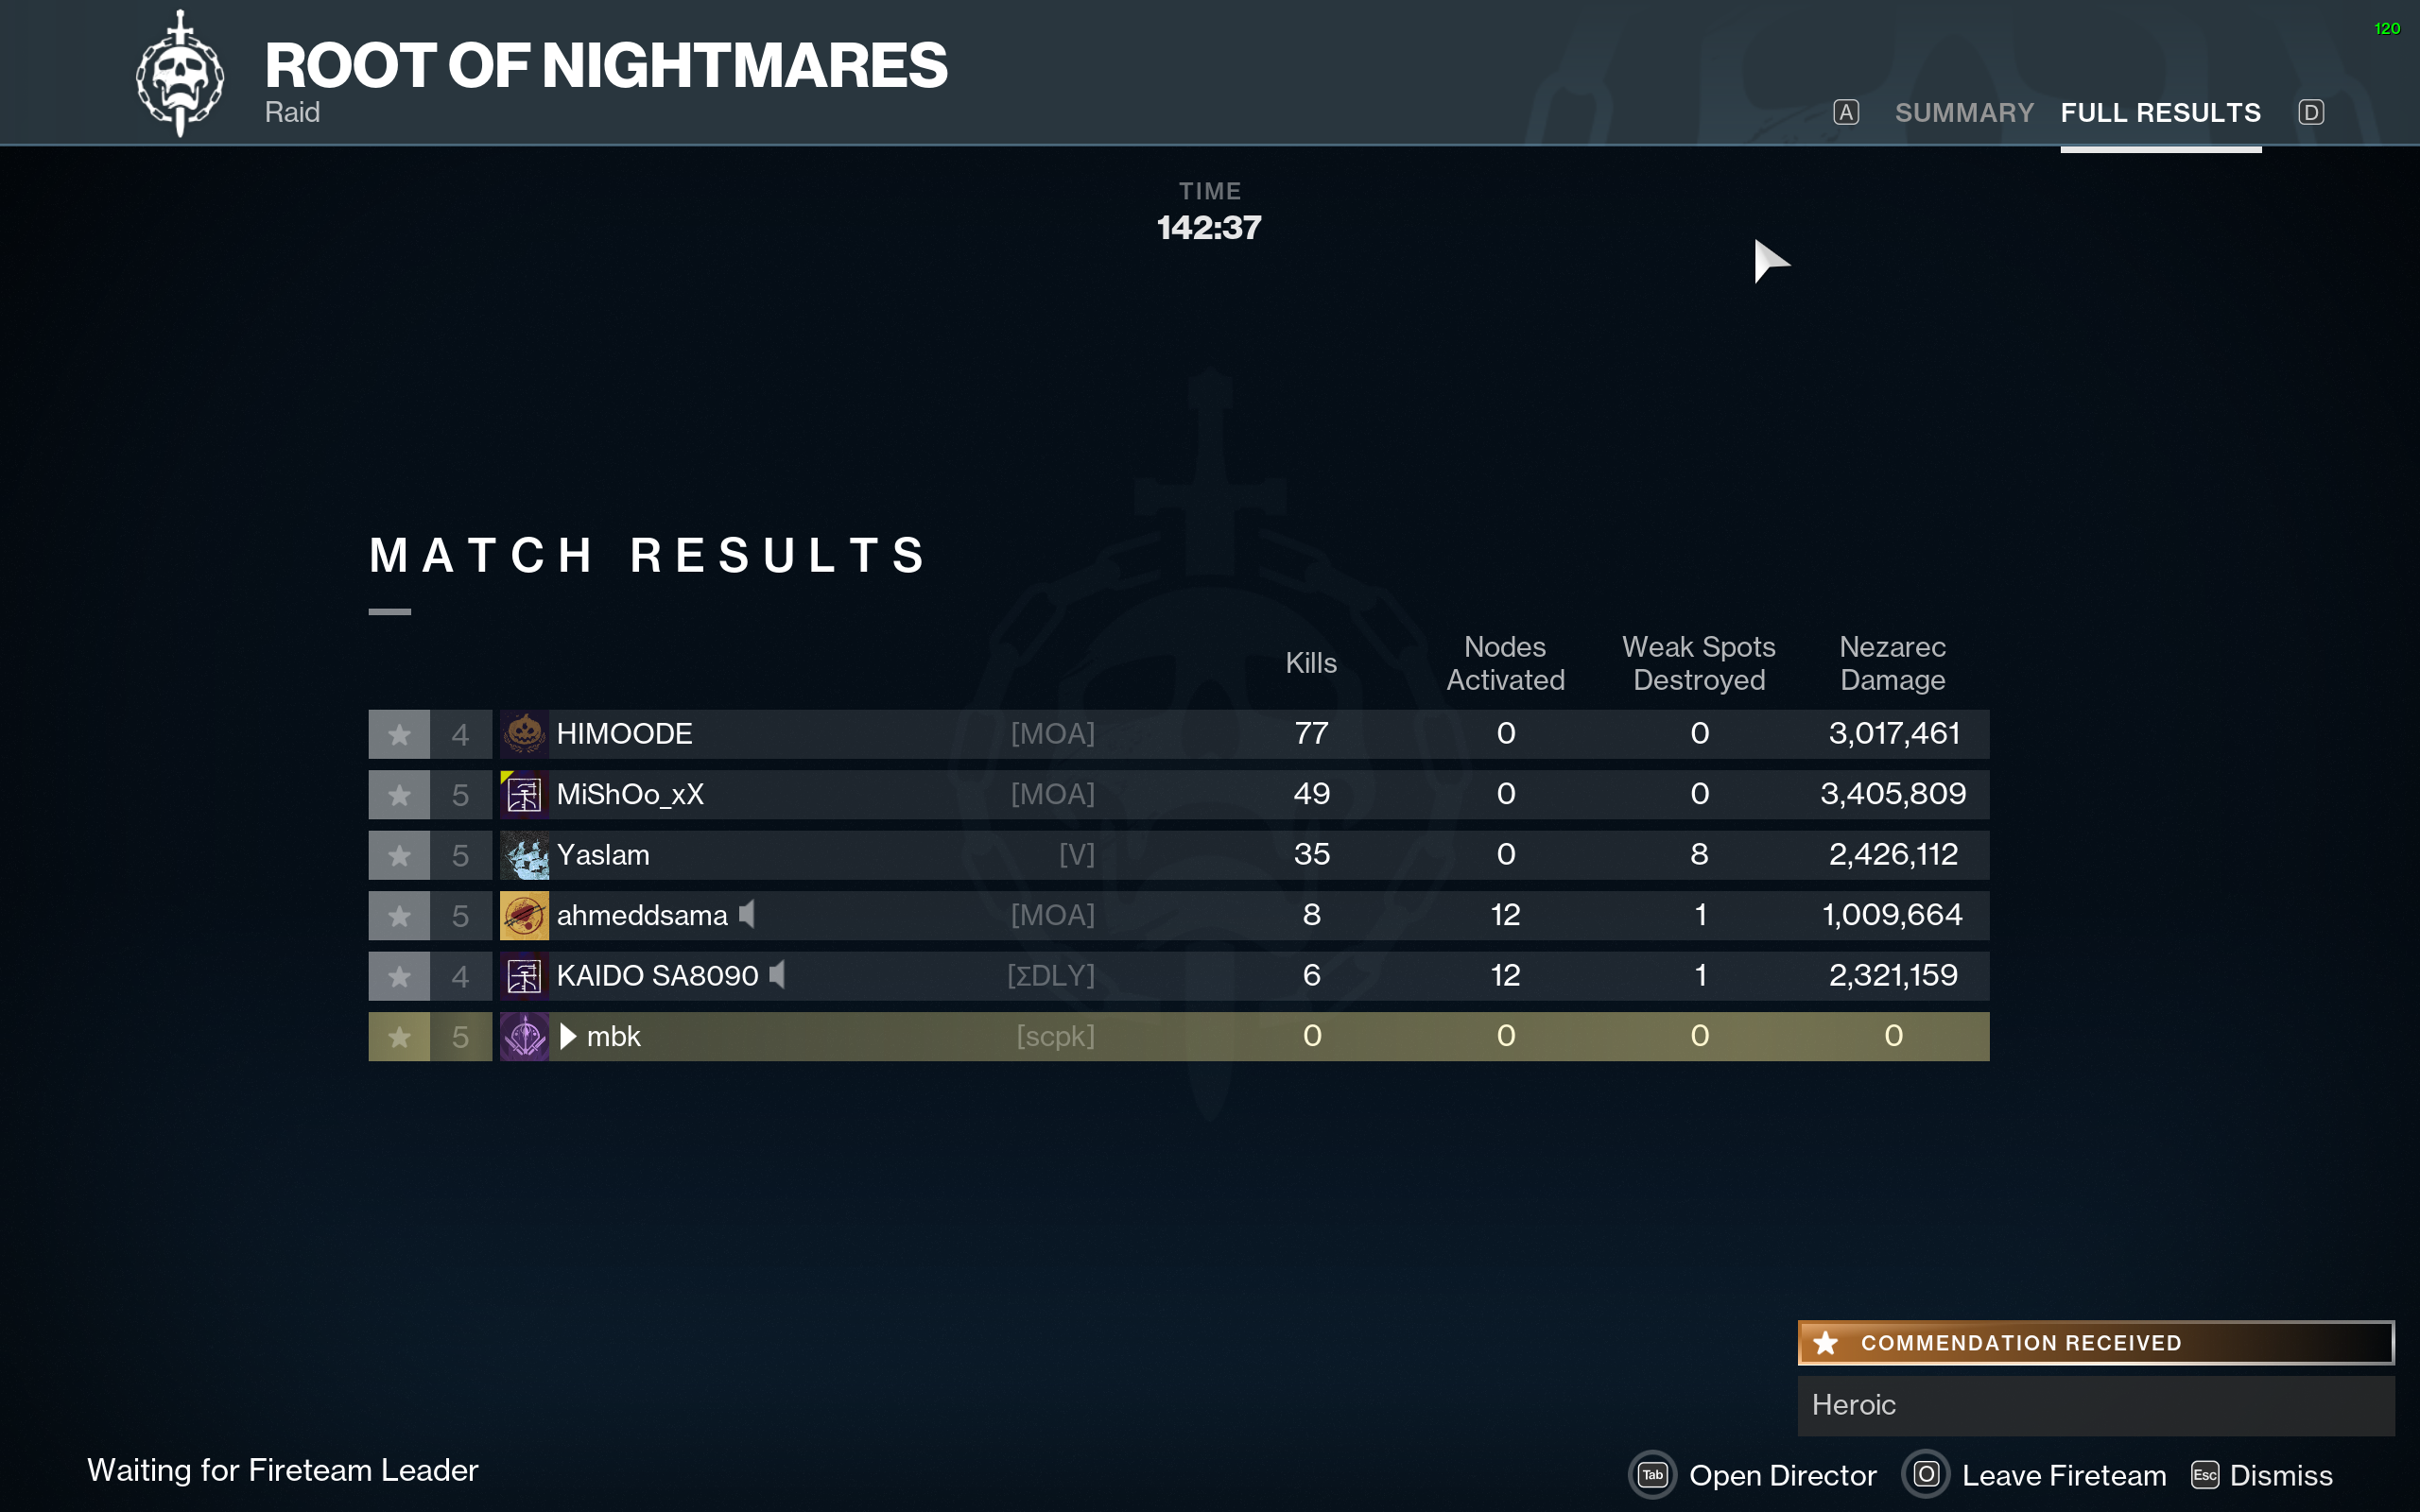 120
ROOT OF NIGHTMARES
Raid
A SUMMARY FULL RESULTS D
TIME
142:37
MATCH RESULTS
Kills Nodes Activated Weak Spots Destroyed Nezarec Damage
4 HIMOODE [MOA] 77 0 0 3,017,461
5 MiShOo_xX [MOA] 49 0 0 3,405,809
5 Yaslam [V] 35 0 8 2,426,112
5 ahmeddsama [MOA] 8 12 1 1,009,664
4 KAIDO SA8090 [ΣDLY] 6 12 1 2,321,159
5 mbk [scpk] 0 0 0 0
COMMENDATION RECEIVED
Heroic
Waiting for Fireteam Leader
Tab Open Director O Leave Fireteam Esc Dismiss